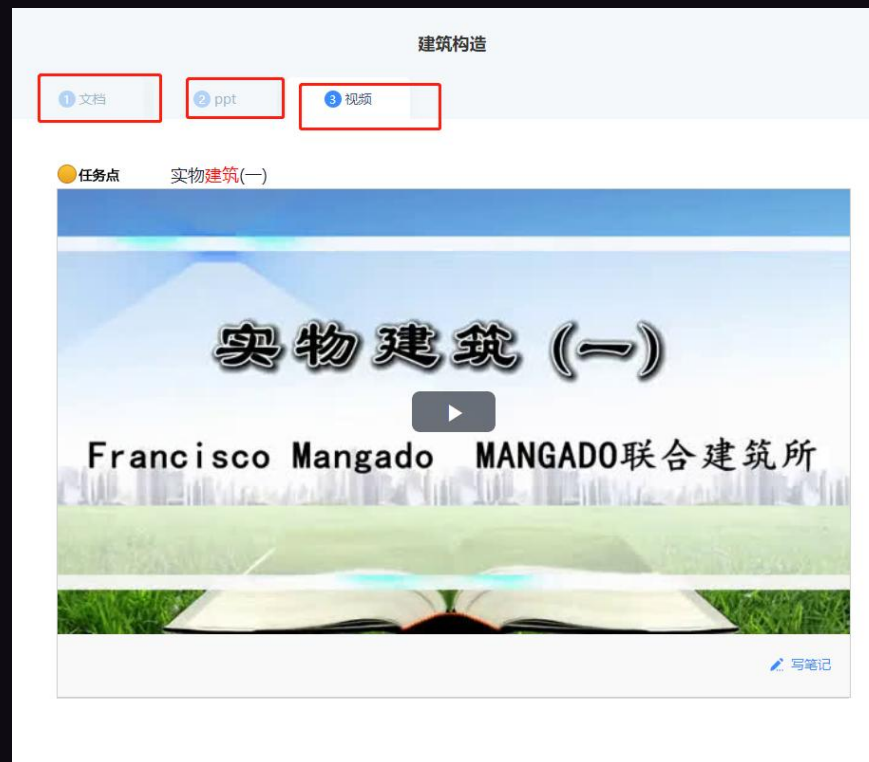 建筑构造
1 文档 2 ppt 3 视频
任务点 实物建筑(一)
实物建筑 (一)
Francisco Mangado MANGADO联合建筑所
写笔记